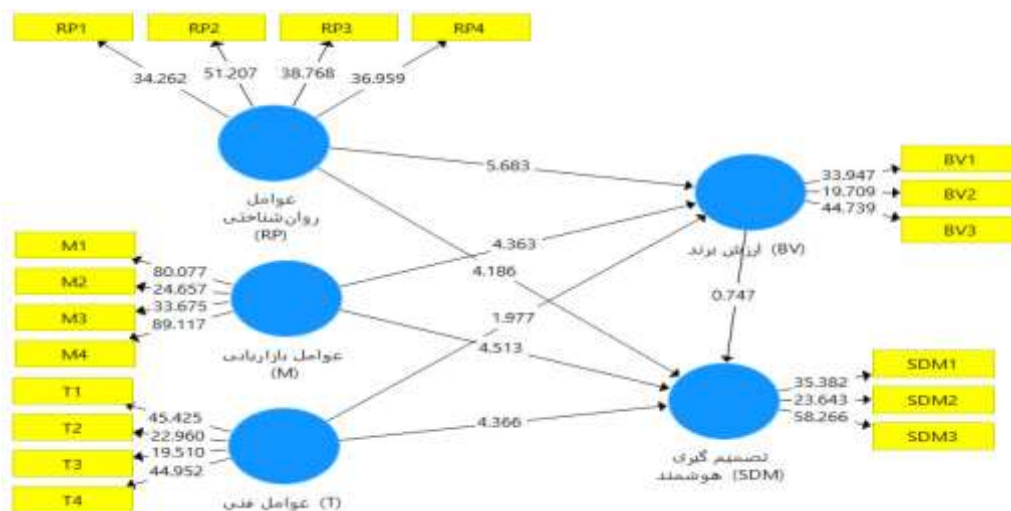 RP1 RP2 RP3 RP4
34.262 51.207 38.768 36.959
عوامل
روان‌شناختی
(RP)
5.683
4.363
4.186
1.977
4.513
4.366
0.747
M1
M2
M3
M4
80.077
24.657
33.675
89.117
عوامل بازاریابی
(M)
T1
T2
T3
T4
45.425
22.960
19.510
44.952
عوامل فنی (T)
33.947
19.709
44.739
BV1
BV2
BV3
ارزش برند (BV)
35.382
23.643
58.266
SDM1
SDM2
SDM3
تصمیم گیری
هوشمند (SDM)